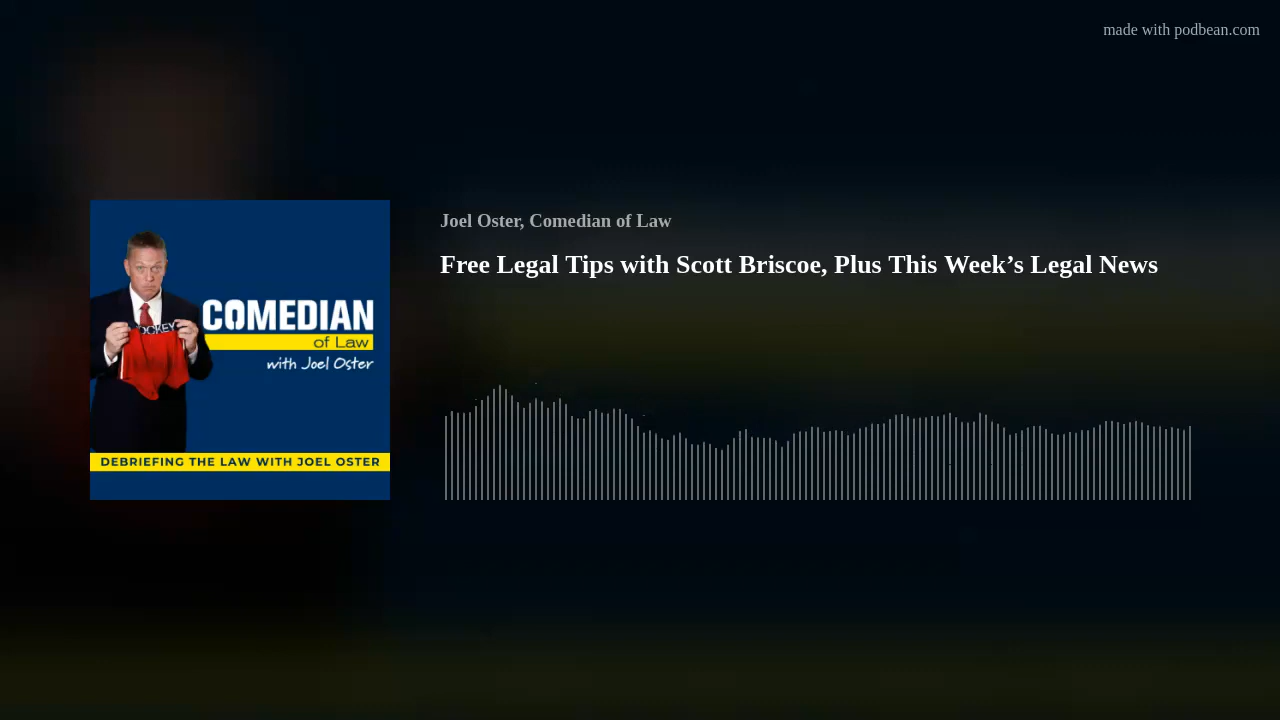 made with podbean.com
Joel Oster, Comedian of Law
Free Legal Tips with Scott Briscoe, Plus This Week’s Legal News
JOCKEY
COMEDIAN
of Law
with Joel Oster
DEBRIEFING THE LAW WITH JOEL OSTER